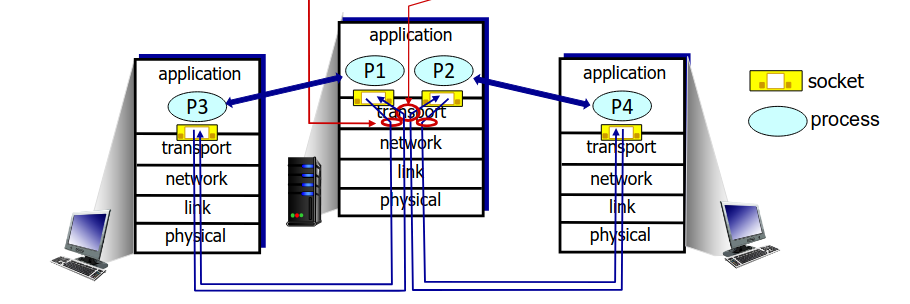 application
P3
transport
network
link
physical
application
P1
P2
transport
network
link
physical
application
P4
transport
network
link
physical
socket
process